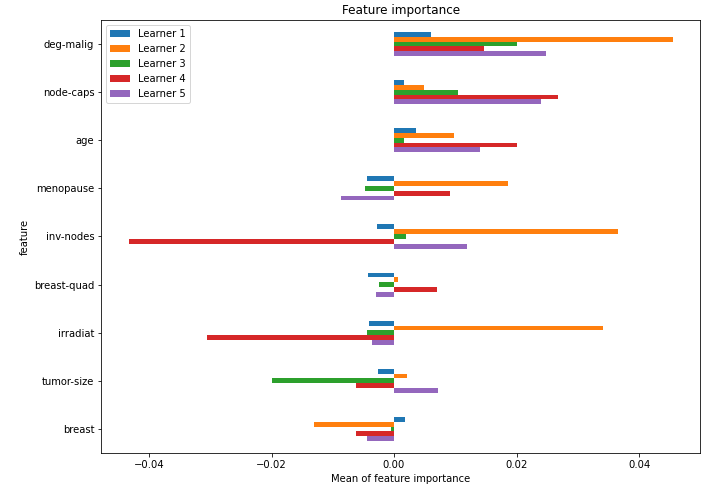 Feature importance
Learner 1
Learner 2
Learner 3
Learner 4
Learner 5
deg-malig
node-caps
age
menopause
inv-nodes
breast-quad
irradiat
tumor-size
breast
feature
−0.04
−0.02
0.00
0.02
0.04
Mean of feature importance